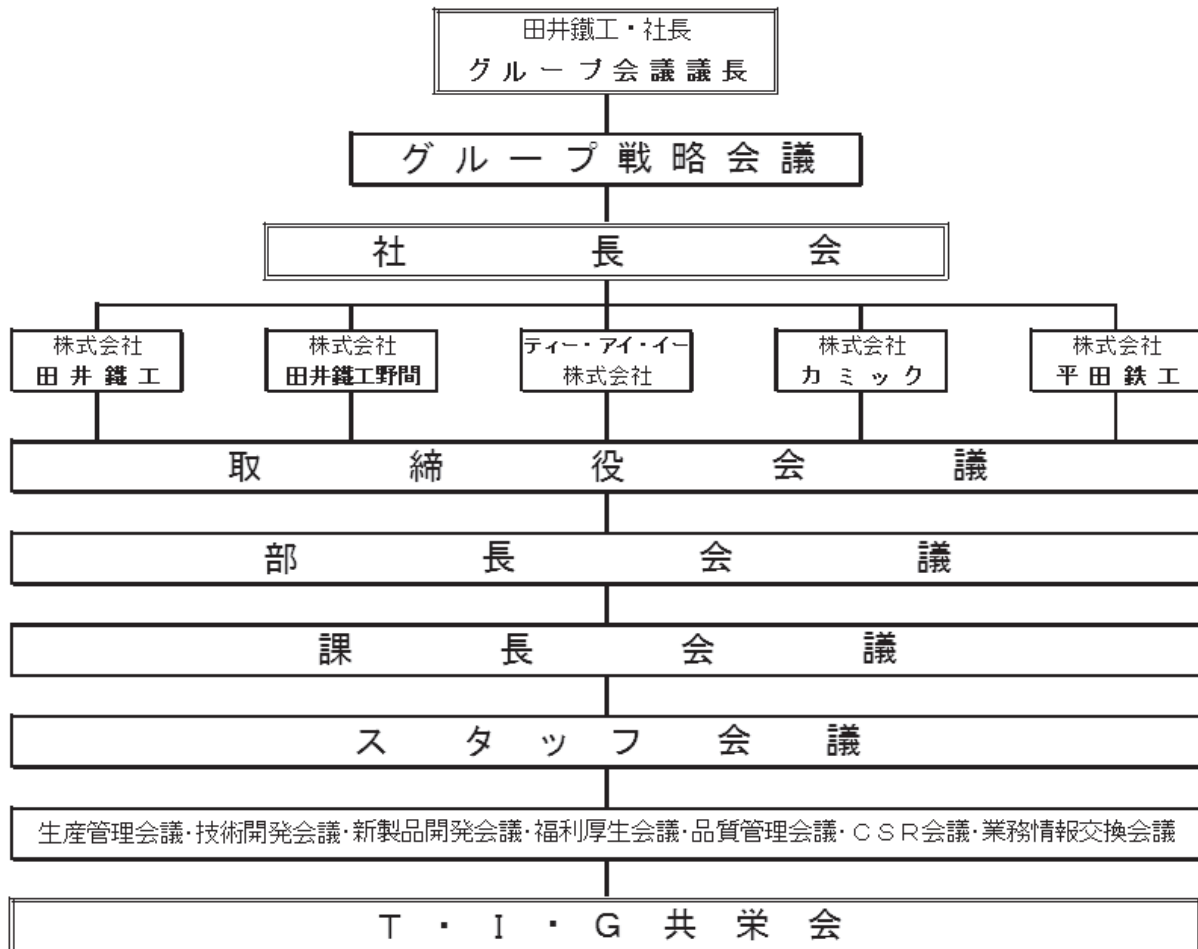 田井鐵工・社長
グループ会議議長
グループ戦略会議
社長会
株式会社
田井鐵工
株式会社
田井鐵工野間
ティー・アイ・イー
株式会社
株式会社
カミック
株式会社
平田鉄工
取締役会議
部長会議
課長会議
スタッフ会議
生産管理会議・技術開発会議・新製品開発会議・福利厚生会議・品質管理会議・ＣＳＲ会議・業務情報交換会議
Ｔ・Ｉ・Ｇ共栄会